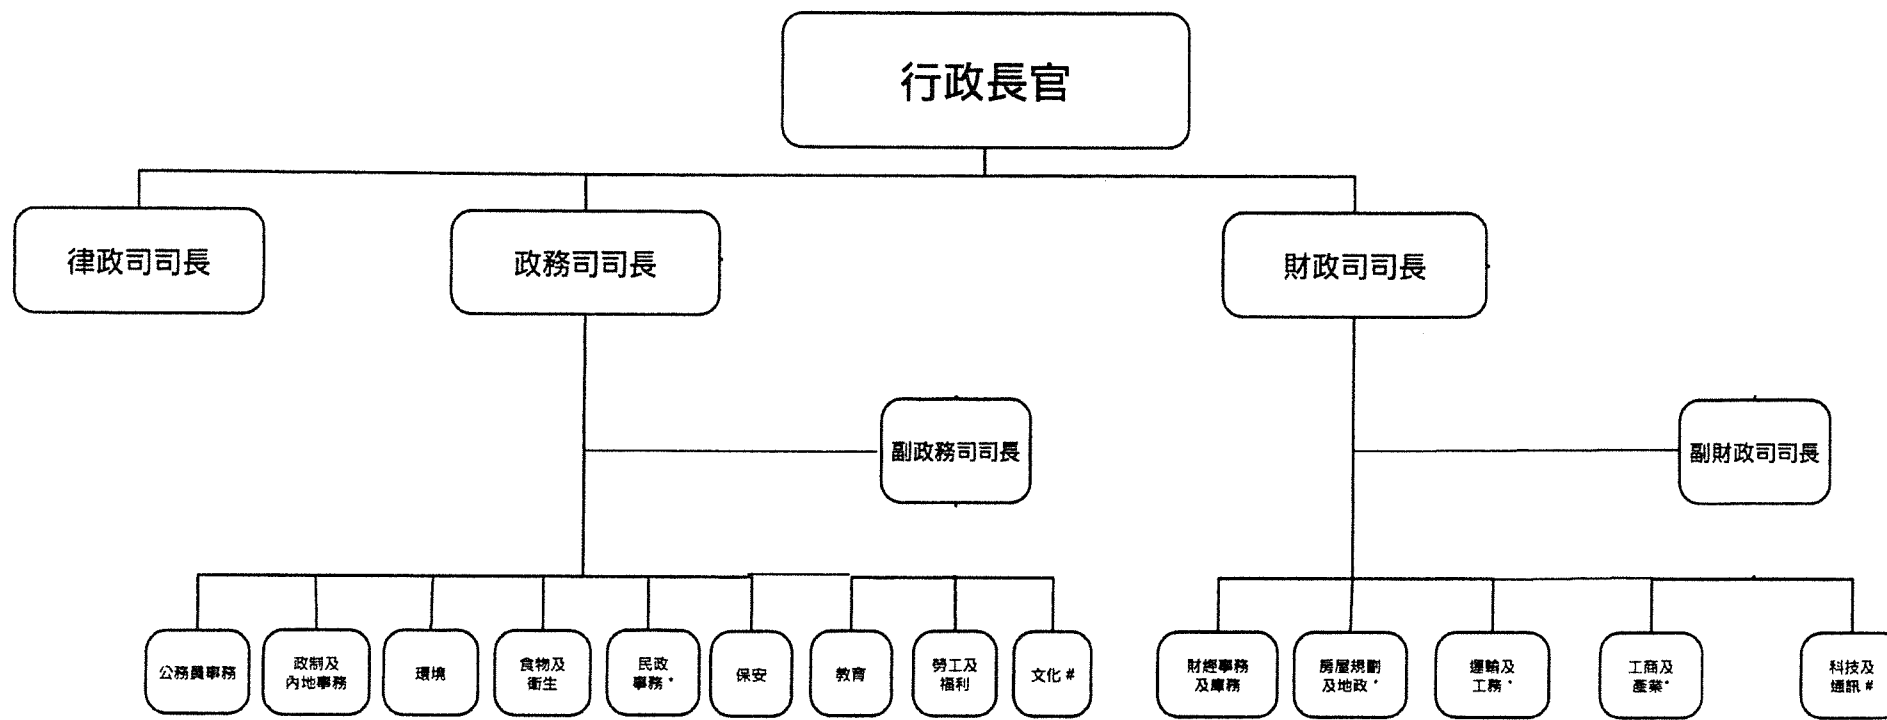 行政長官
律政司司長
政務司司長
財政司司長
副政務司司長
副財政司司長
公務員事務
政制及
內地事務
環境
食物及
衞生
民政
事務 *
保安
教育
勞工及
福利
文化 #
財經事務
及庫務
房屋規劃
及地政 *
運輸及
工務 *
工商及
產業*
科技及
通訊 #